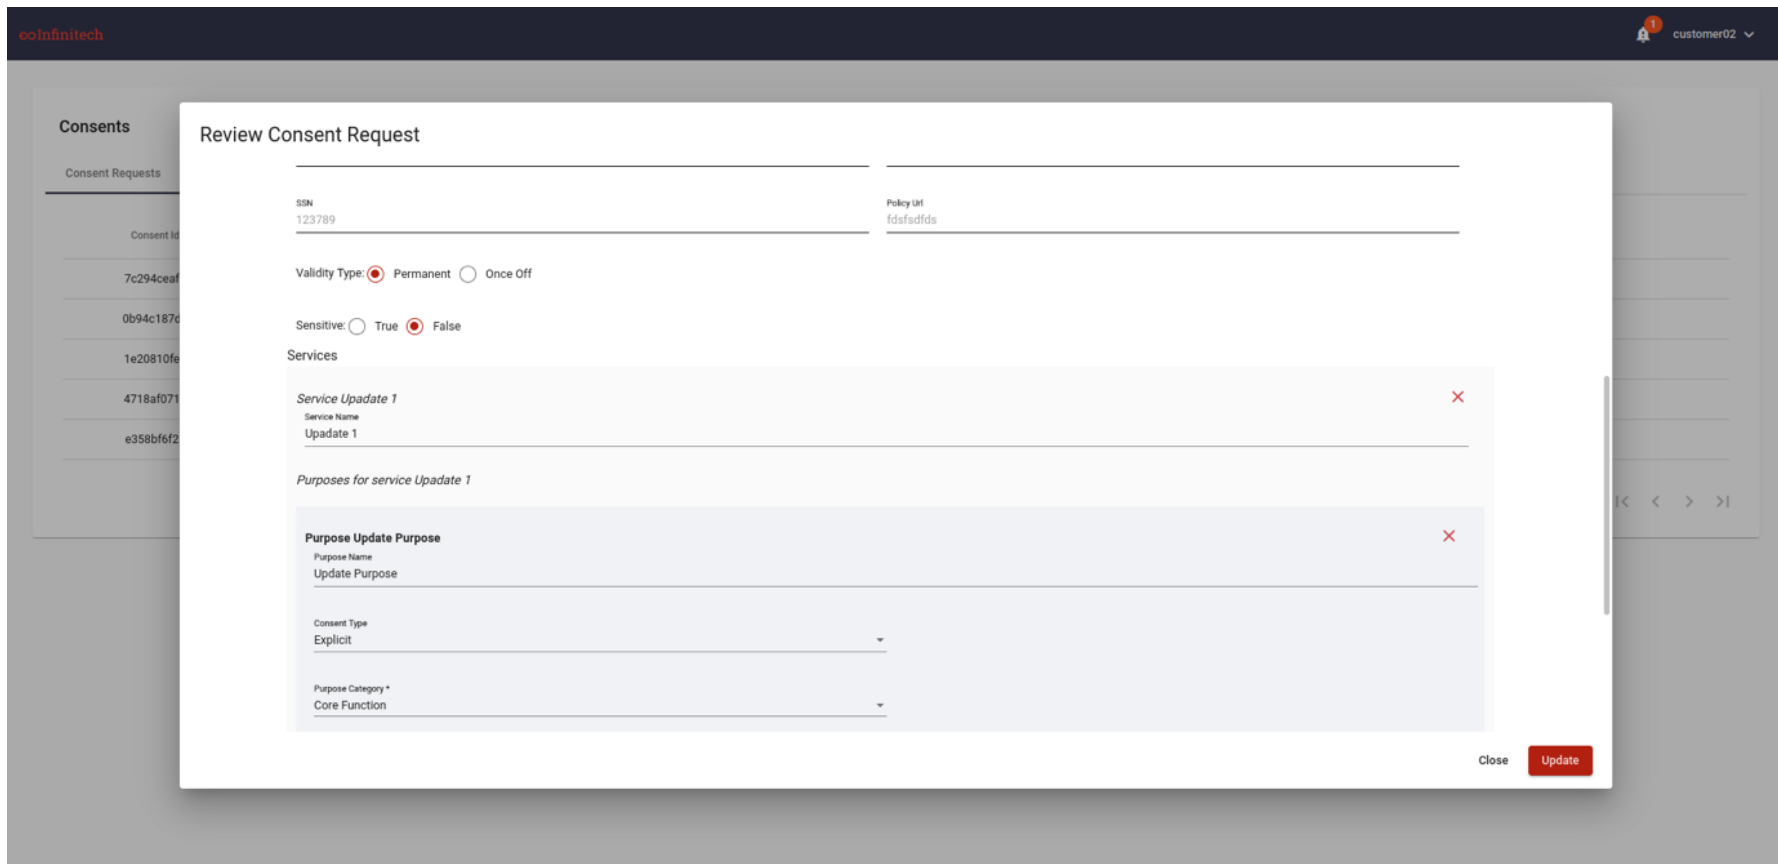 ∞Infinitech
1
customer02
Consents
Review Consent Request
Consent Requests
SSN
Policy Url
123789
fdsfsdfds
Consent Id
Validity Type: Permanent Once Off
7c294ceaf
0b94c187d
Sensitive: True False
Services
1e20810fe
4718af071
Service Upadate 1
Service Name
Upadate 1
e358bf6f2
Purposes for service Upadate 1
Purpose Update Purpose
Purpose Name
Update Purpose
Consent Type
Explicit
Purpose Category *
Core Function
Close
Update